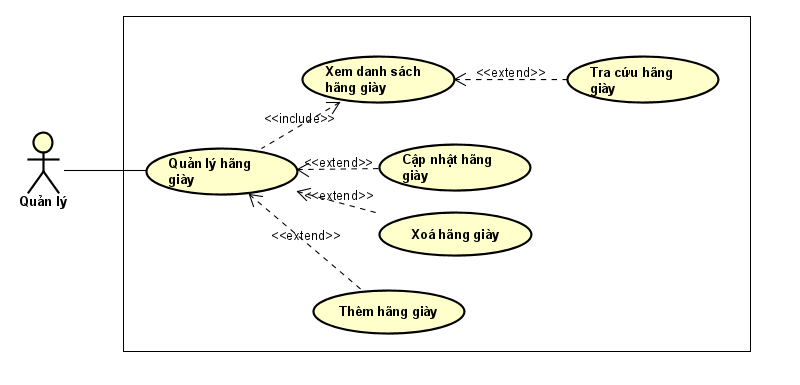 Xem danh sách
hãng giày
<<extend>>
Tra cứu hãng
giày
<<include>>
Quản lý hãng
giày
<<extend>>
Cập nhật hãng
giày
Quản lý
<<extend>>
Xoá hãng giày
<<extend>>
Thêm hãng giày